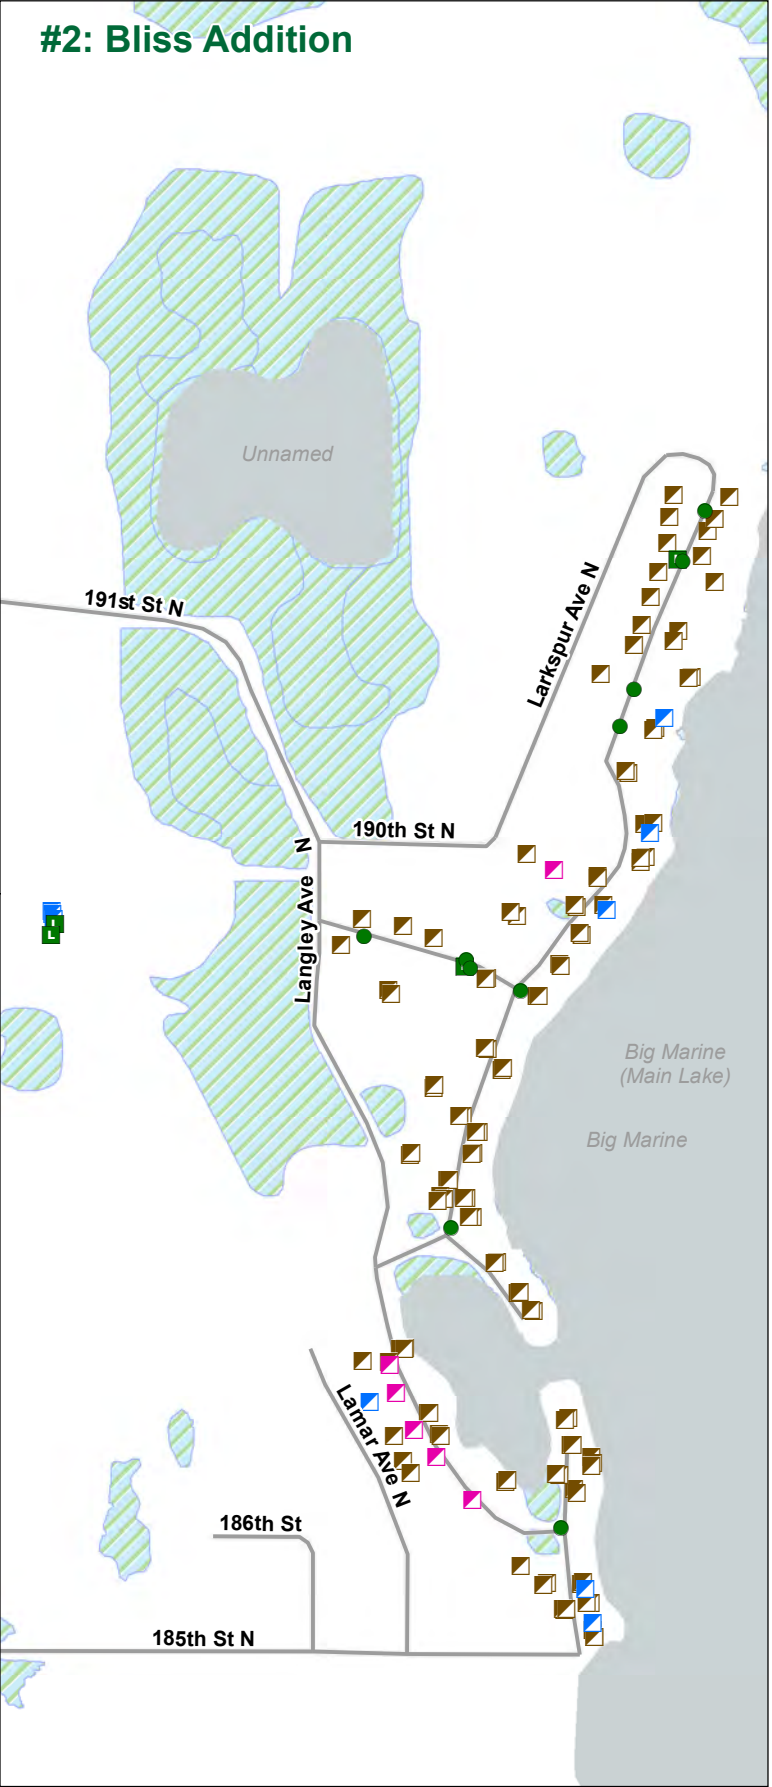 #2: Bliss Addition
Unnamed
191st St N
Larkspur Ave N
190th St N
Langley Ave N
L
L
Big Marine
(Main Lake)
Big Marine
Lamar Ave N
186th St
185th St N